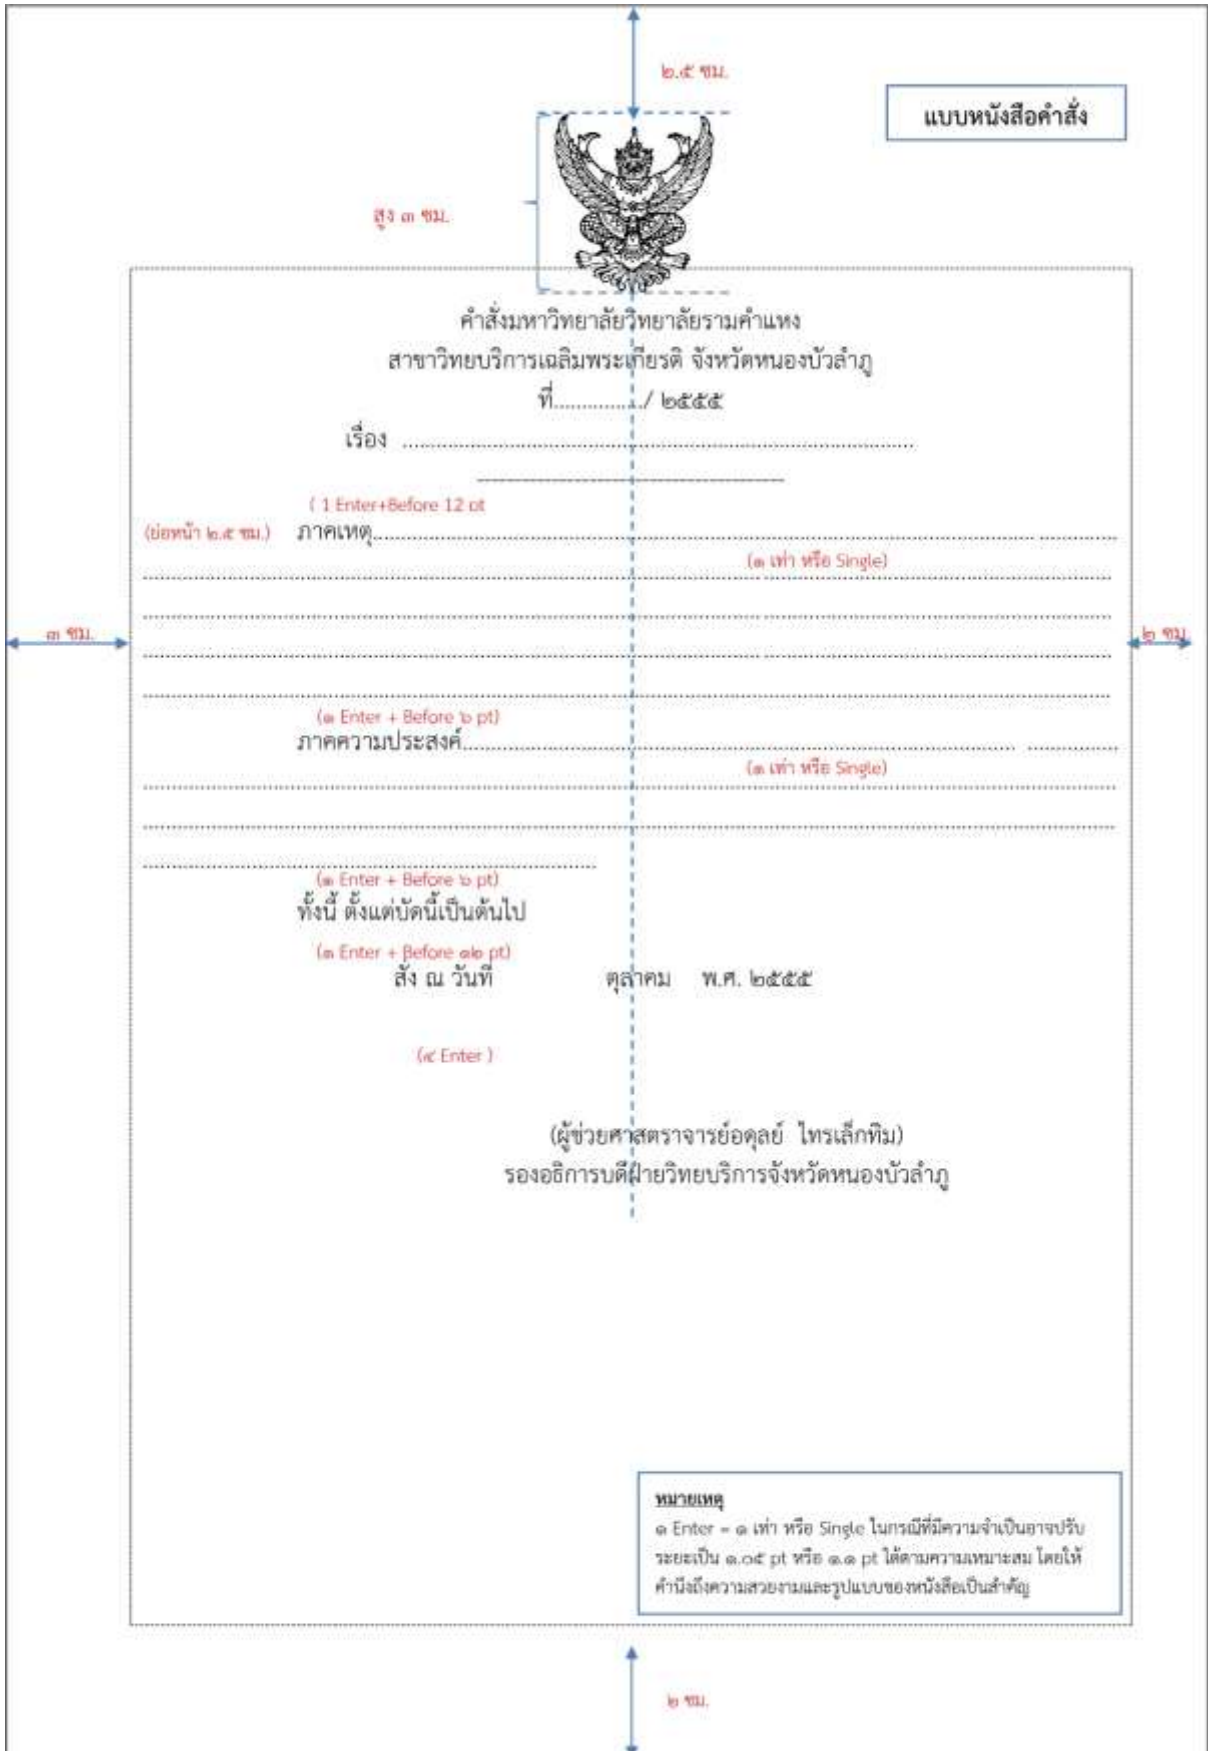 ๒.๕ ซม.
แบบหนังสือคำสั่ง
สูง ๓ ซม.
คำสั่งมหาวิทยาลัยวิทยาลัยรามคำแหง
สาขาวิทยบริการเฉลิมพระเกียรติ จังหวัดหนองบัวลำภู
ที่................/ ๒๕๕๕
เรื่อง ................................................................................
( 1 Enter+Before 12 pt
(ย่อหน้า ๒.๕ ซม.) ภาคเหตุ................................................................................
(๑ เท่า หรือ Single)
๓ ซม.
๒ ซม.
(๑ Enter + Before ๖ pt)
ภาคความประสงค์................................................................................
(๑ เท่า หรือ Single)
(๑ Enter + Before ๖ pt)
ทั้งนี้ ตั้งแต่บัดนี้เป็นต้นไป
(๑ Enter + Before ๑๒ pt)
สั่ง ณ วันที่ ตุลาคม พ.ศ. ๒๕๕๕
(๔ Enter )
(ผู้ช่วยศาสตราจารย์อดุลย์ ไทรเล็กทิม)
รองอธิการบดีฝ่ายวิทยบริการจังหวัดหนองบัวลำภู
หมายเหตุ
๑ Enter = ๑ เท่า หรือ Single ในกรณีที่มีความจำเป็นอาจปรับ
ระยะเป็น ๑.๐๕ pt หรือ ๑.๑ pt ได้ตามความเหมาะสม โดยให้
คำนึงถึงความสวยงามและรูปแบบของหนังสือเป็นสำคัญ
๒ ซม.